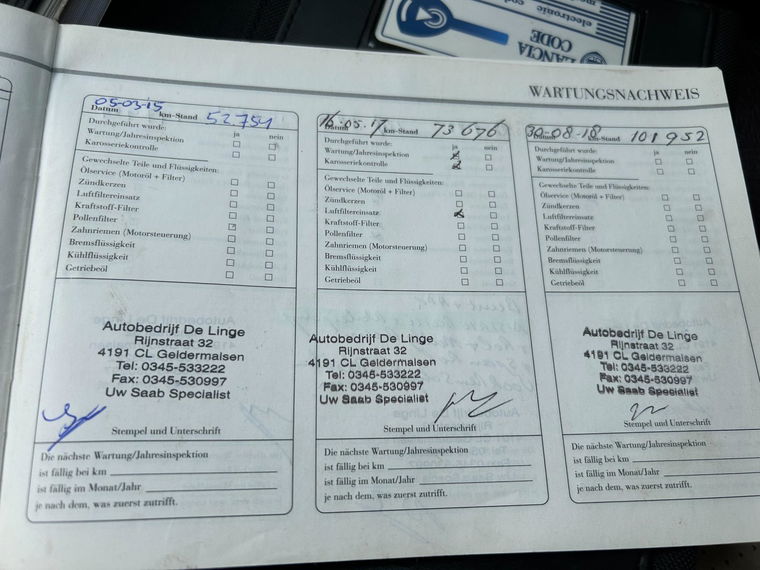 electronic code
LANCIA
CODE
WARTUNGSNACHWEIS
05-03-15 52751
Datum km-Stand
Durchgeführt wurde: ja nein
Wartung/Jahresinspektion
Karosseriekontrolle
Gewechselte Teile und Flüssigkeiten:
Ölservice (Motoröl + Filter)
Zündkerzen
Luftfiltereinsatz
Kraftstoff-Filter
Pollenfilter
Zahnriemen (Motorsteuerung)
Bremsflüssigkeit
Kühlflüssigkeit
Getriebeöl
Autobedrijf De Linge
Rijnstraat 32
4191 CL Geldermalsen
Tel: 0345-533222
Fax: 0345-530997
Uw Saab Specialist
Stempel und Unterschrift
Die nächste Wartung/Jahresinspektion
ist fällig bei km
ist fällig im Monat/Jahr
je nach dem, was zuerst zutrifft.
16-05-17 73676
Datum km-Stand
Durchgeführt wurde: ja nein
Wartung/Jahresinspektion
Karosseriekontrolle
Gewechselte Teile und Flüssigkeiten:
Ölservice (Motoröl + Filter)
Zündkerzen
Luftfiltereinsatz
Kraftstoff-Filter
Pollenfilter
Zahnriemen (Motorsteuerung)
Bremsflüssigkeit
Kühlflüssigkeit
Getriebeöl
Autobedrijf De Linge
Rijnstraat 32
4191 CL Geldermalsen
Tel: 0345-533222
Fax: 0345-530997
Uw Saab Specialist
Stempel und Unterschrift
Die nächste Wartung/Jahresinspektion
ist fällig bei km
ist fällig im Monat/Jahr
je nach dem, was zuerst zutrifft.
30-08-18 101952
Datum km-Stand
Durchgeführt wurde: ja nein
Wartung/Jahresinspektion
Karosseriekontrolle
Gewechselte Teile und Flüssigkeiten:
Ölservice (Motoröl + Filter)
Zündkerzen
Luftfiltereinsatz
Kraftstoff-Filter
Pollenfilter
Zahnriemen (Motorsteuerung)
Bremsflüssigkeit
Kühlflüssigkeit
Getriebeöl
Autobedrijf De Linge
Rijnstraat 32
4191 CL Geldermalsen
Tel: 0345-533222
Fax: 0345-530997
Uw Saab Specialist
Stempel und Unterschrift
Die nächste Wartung/Jahresinspektion
ist fällig bei km
ist fällig im Monat/Jahr
je nach dem, was zuerst zutrifft.